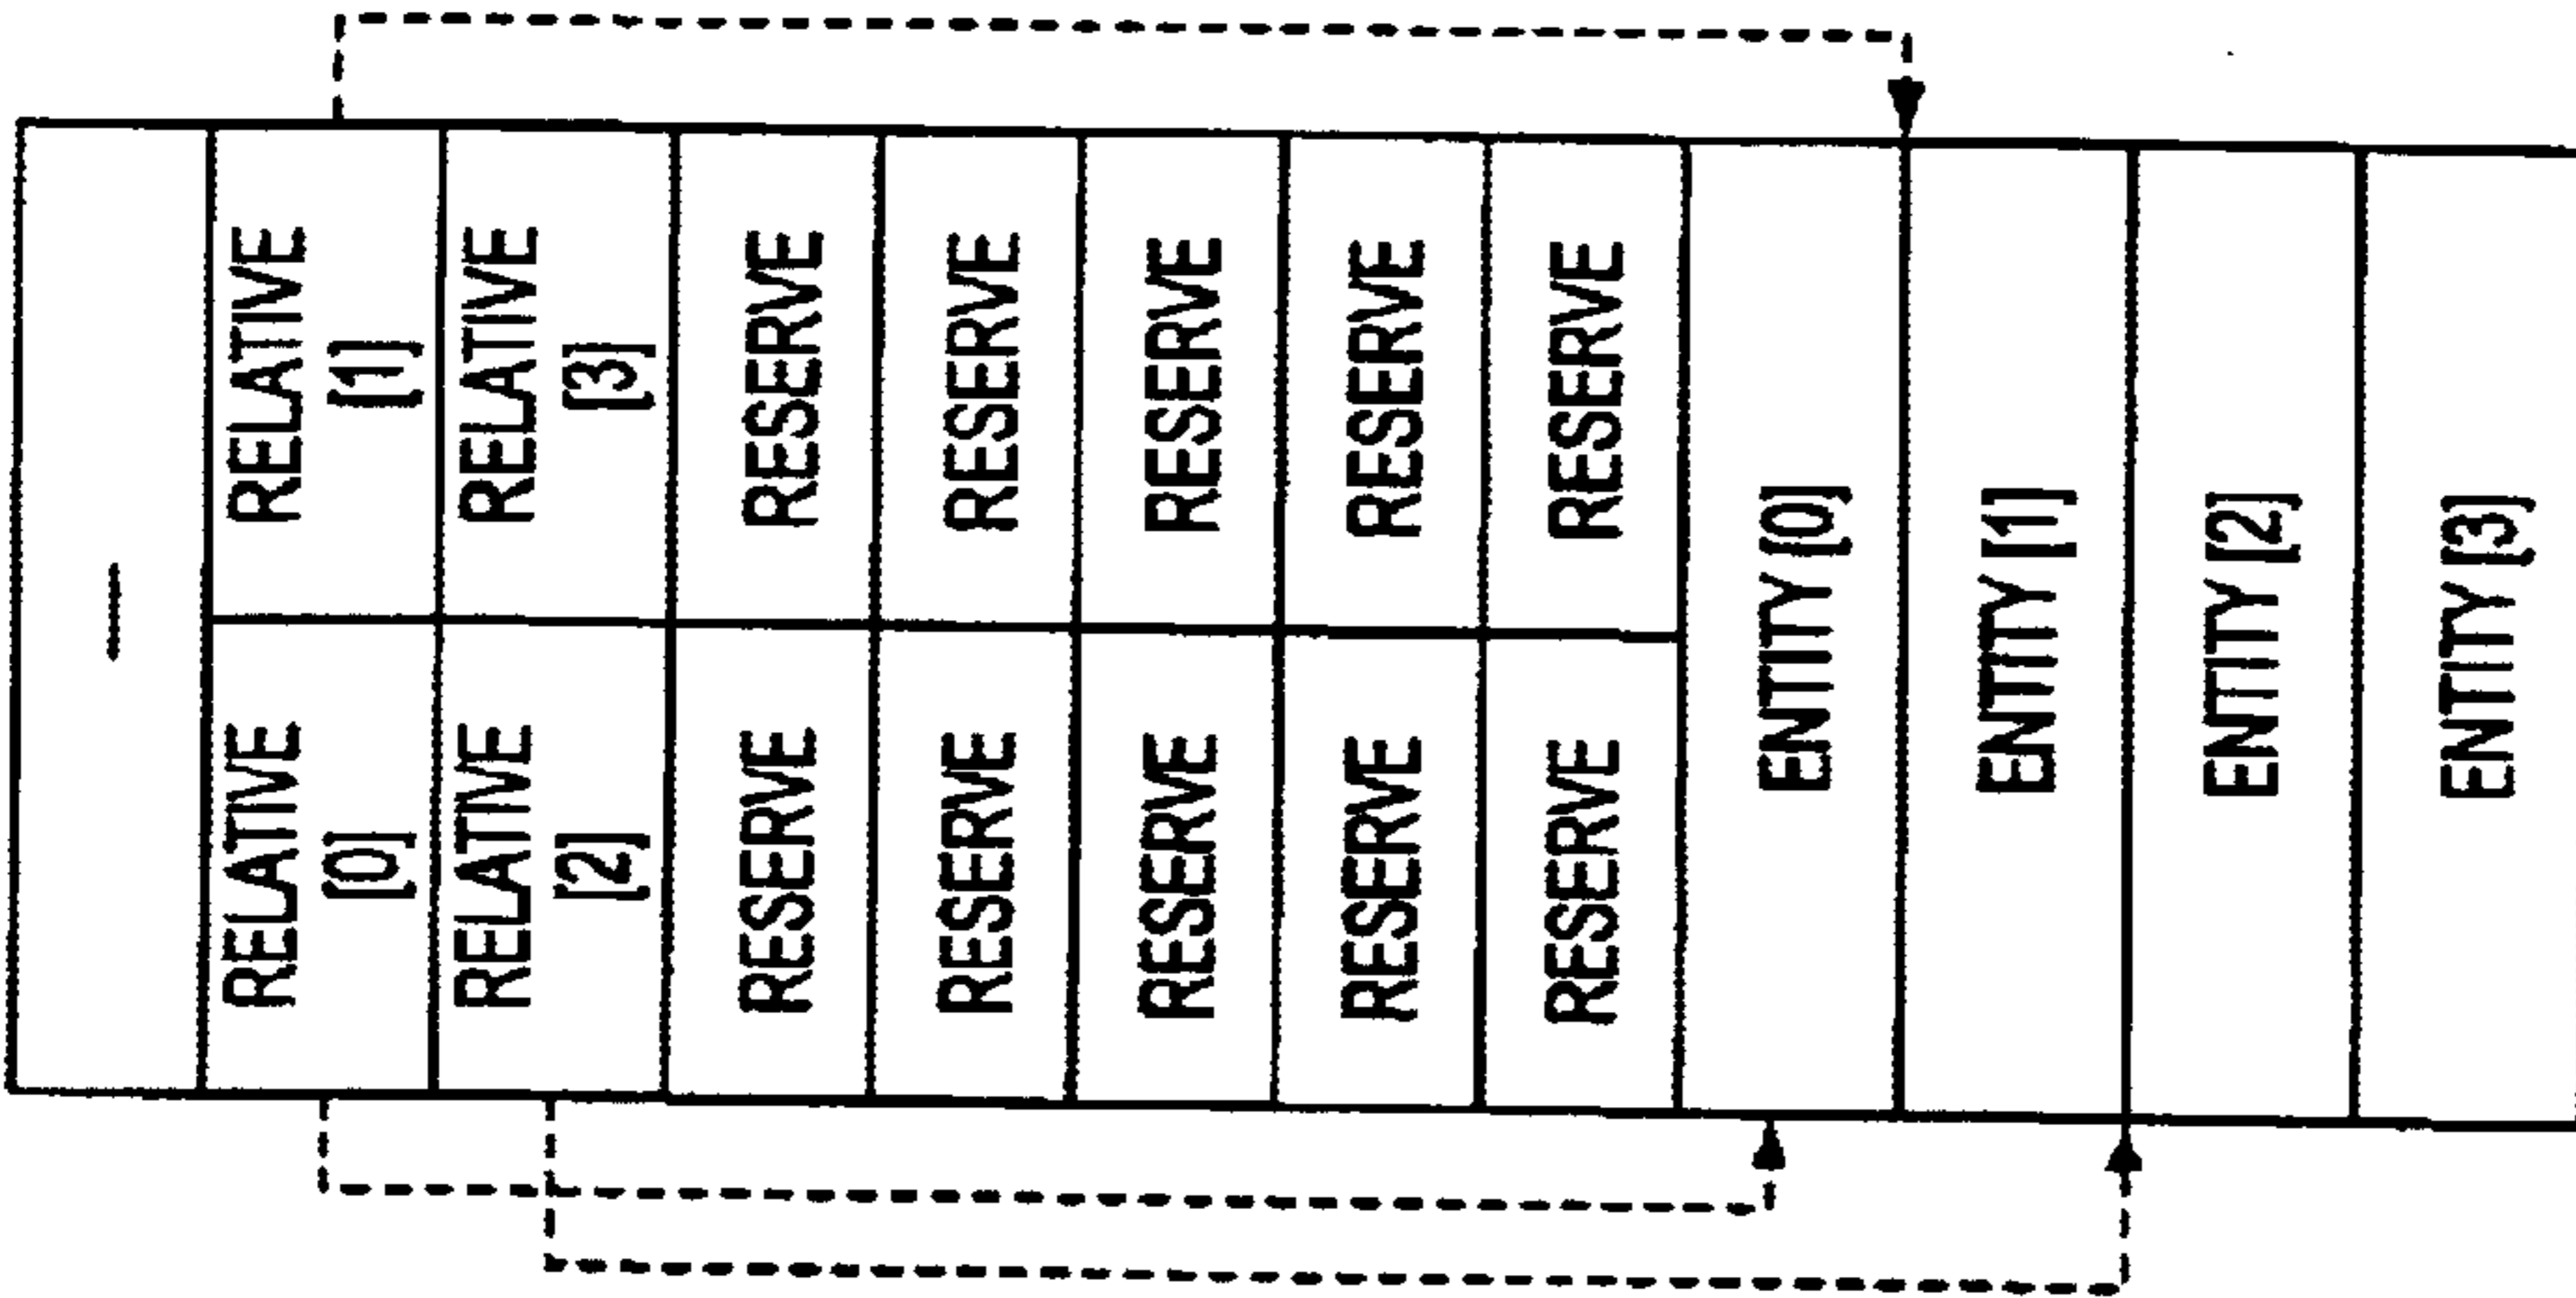 —
RELATIVE
[0]
RELATIVE
[1]
RELATIVE
[2]
RELATIVE
[3]
RESERVE
RESERVE
RESERVE
RESERVE
RESERVE
RESERVE
RESERVE
RESERVE
RESERVE
RESERVE
ENTITY [0]
ENTITY [1]
ENTITY [2]
ENTITY [3]